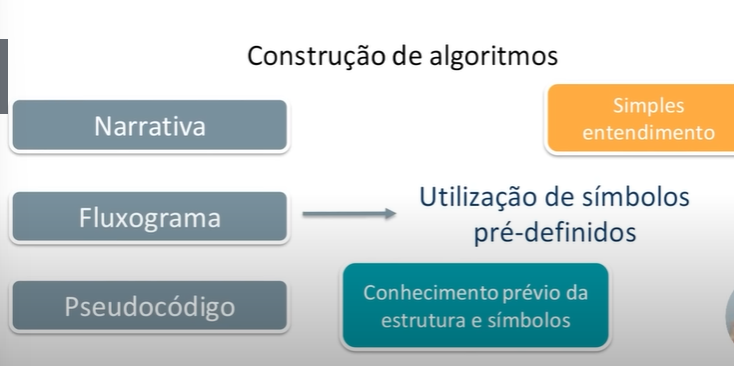 Construção de algoritmos
Narrativa
Simples
entendimento
Fluxograma
Utilização de símbolos
pré-definidos
Pseudocódigo
Conhecimento prévio da
estrutura e símbolos